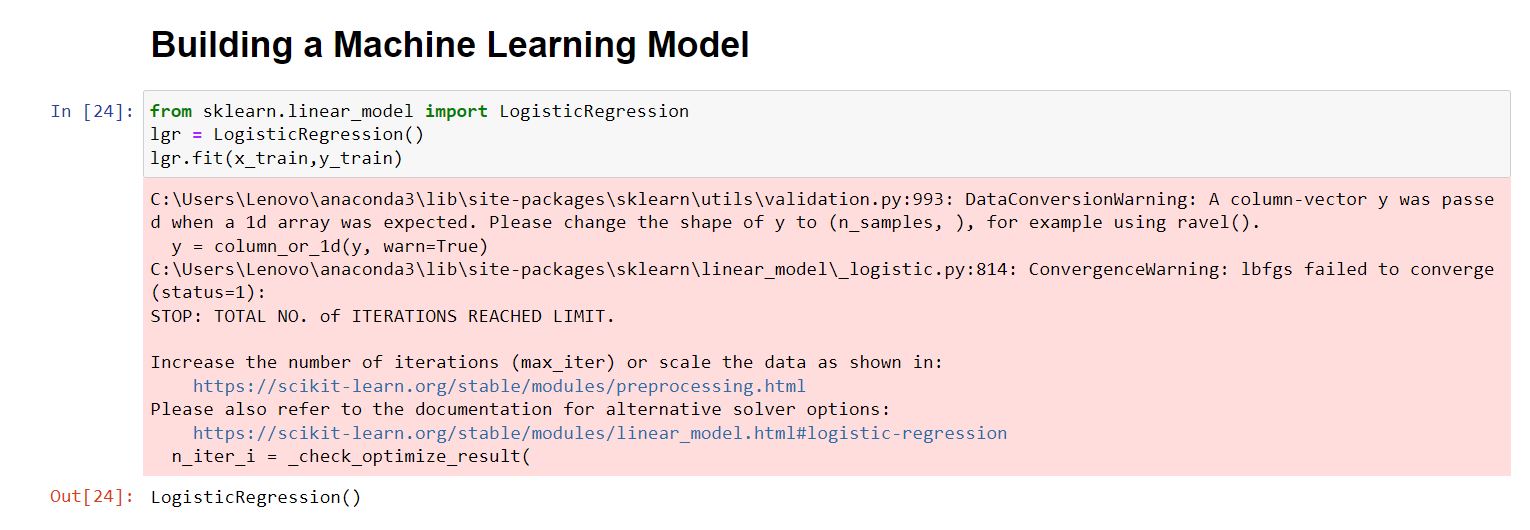 Building a Machine Learning Model
In [24]: from sklearn.linear_model import LogisticRegression
lgr = LogisticRegression()
lgr.fit(x_train,y_train)
C:\Users\Lenovo\anaconda3\lib\site-packages\sklearn\utils\validation.py:993: DataConversionWarning: A column-vector y was passe
d when a 1d array was expected. Please change the shape of y to (n_samples, ), for example using ravel().
  y = column_or_1d(y, warn=True)
C:\Users\Lenovo\anaconda3\lib\site-packages\sklearn\linear_model\_logistic.py:814: ConvergenceWarning: lbfgs failed to converge
(status=1):
STOP: TOTAL NO. of ITERATIONS REACHED LIMIT.
Increase the number of iterations (max_iter) or scale the data as shown in:
    https://scikit-learn.org/stable/modules/preprocessing.html
Please also refer to the documentation for alternative solver options:
    https://scikit-learn.org/stable/modules/linear_model.html#logistic-regression
  n_iter_i = _check_optimize_result(
Out[24]: LogisticRegression()